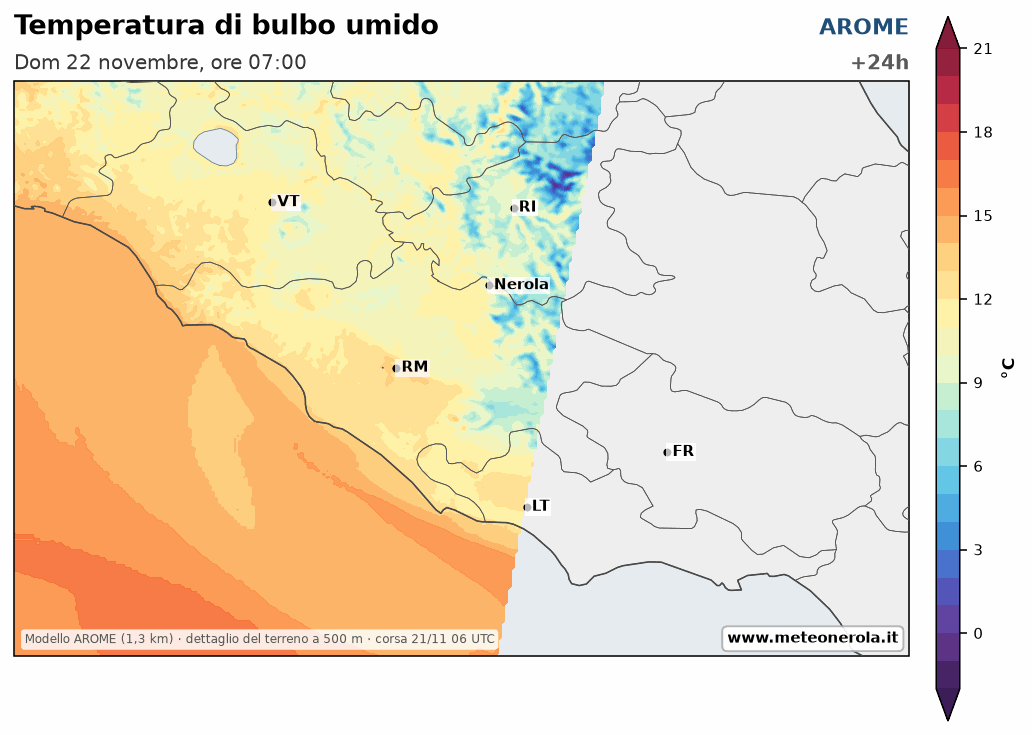 Temperatura di bulbo umido
AROME
Dom 22 novembre, ore 07:00
+24h
VT
RI
Nerola
RM
FR
LT
Modello AROME (1,3 km) · dettaglio del terreno a 500 m · corsa 21/11 06 UTC
www.meteonerola.it
21
18
15
12
9
6
3
0
°C